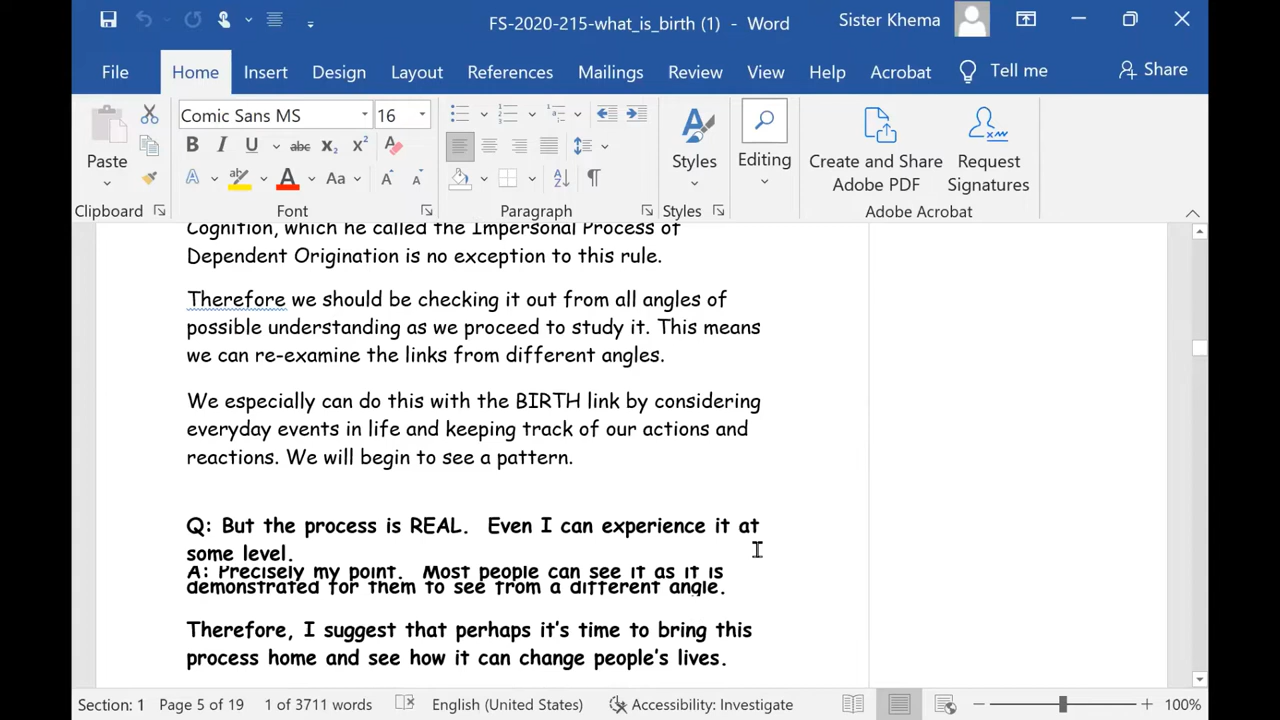 FS-2020-215-what_is_birth (1) - Word
Sister Khema
File Home Insert Design Layout References Mailings Review View Help Acrobat Tell me Share
Comic Sans MS 16
Paste
Styles
Editing
Create and Share Adobe PDF
Request Signatures
Clipboard Font Paragraph Styles Adobe Acrobat
Cognition, which he called the Impersonal Process of
Dependent Origination is no exception to this rule.
Therefore we should be checking it out from all angles of
possible understanding as we proceed to study it. This means
we can re-examine the links from different angles.
We especially can do this with the BIRTH link by considering
everyday events in life and keeping track of our actions and
reactions. We will begin to see a pattern.
Q: But the process is REAL. Even I can experience it at
some level.
A: Precisely my point. Most people can see it as it is
demonstrated for them to see from a different angle.
Therefore, I suggest that perhaps it's time to bring this
process home and see how it can change people's lives.
Section: 1 Page 5 of 19 1 of 3711 words English (United States) Accessibility: Investigate 100%